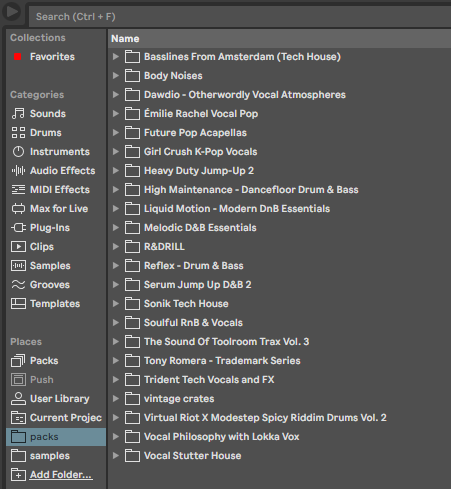 Search (Ctrl + F)
Collections
Favorites
Categories
Sounds
Drums
Instruments
Audio Effects
MIDI Effects
Max for Live
Plug-Ins
Clips
Samples
Grooves
Templates
Places
Packs
Push
User Library
Current Projec
packs
samples
Add Folder...
Name
Basslines From Amsterdam (Tech House)
Body Noises
Dawdio - Otherwordly Vocal Atmospheres
Émilie Rachel Vocal Pop
Future Pop Acapellas
Girl Crush K-Pop Vocals
Heavy Duty Jump-Up 2
High Maintenance - Dancefloor Drum & Bass
Liquid Motion - Modern DnB Essentials
Melodic D&B Essentials
R&DRILL
Reflex - Drum & Bass
Serum Jump Up D&B 2
Sonik Tech House
Soulful RnB & Vocals
The Sound Of Toolroom Trax Vol. 3
Tony Romera - Trademark Series
Trident Tech Vocals and FX
vintage crates
Virtual Riot X Modestep Spicy Riddim Drums Vol. 2
Vocal Philosophy with Lokka Vox
Vocal Stutter House